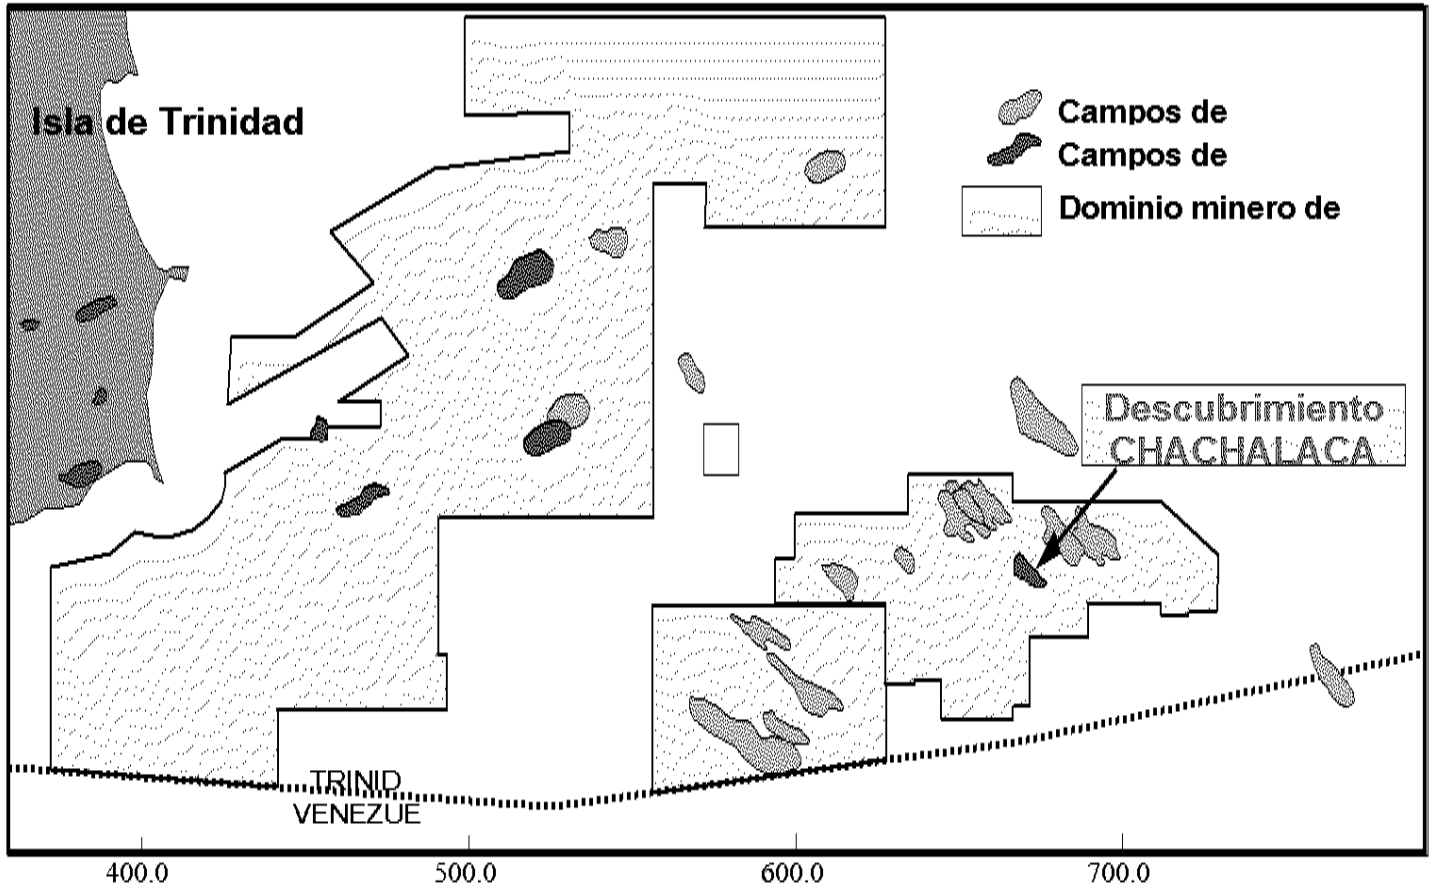 Isla de Trinidad
Campos de
Campos de
Dominio minero de
Descubrimiento
CHACHALACA
TRINID
VENEZUE
400.0
500.0
600.0
700.0